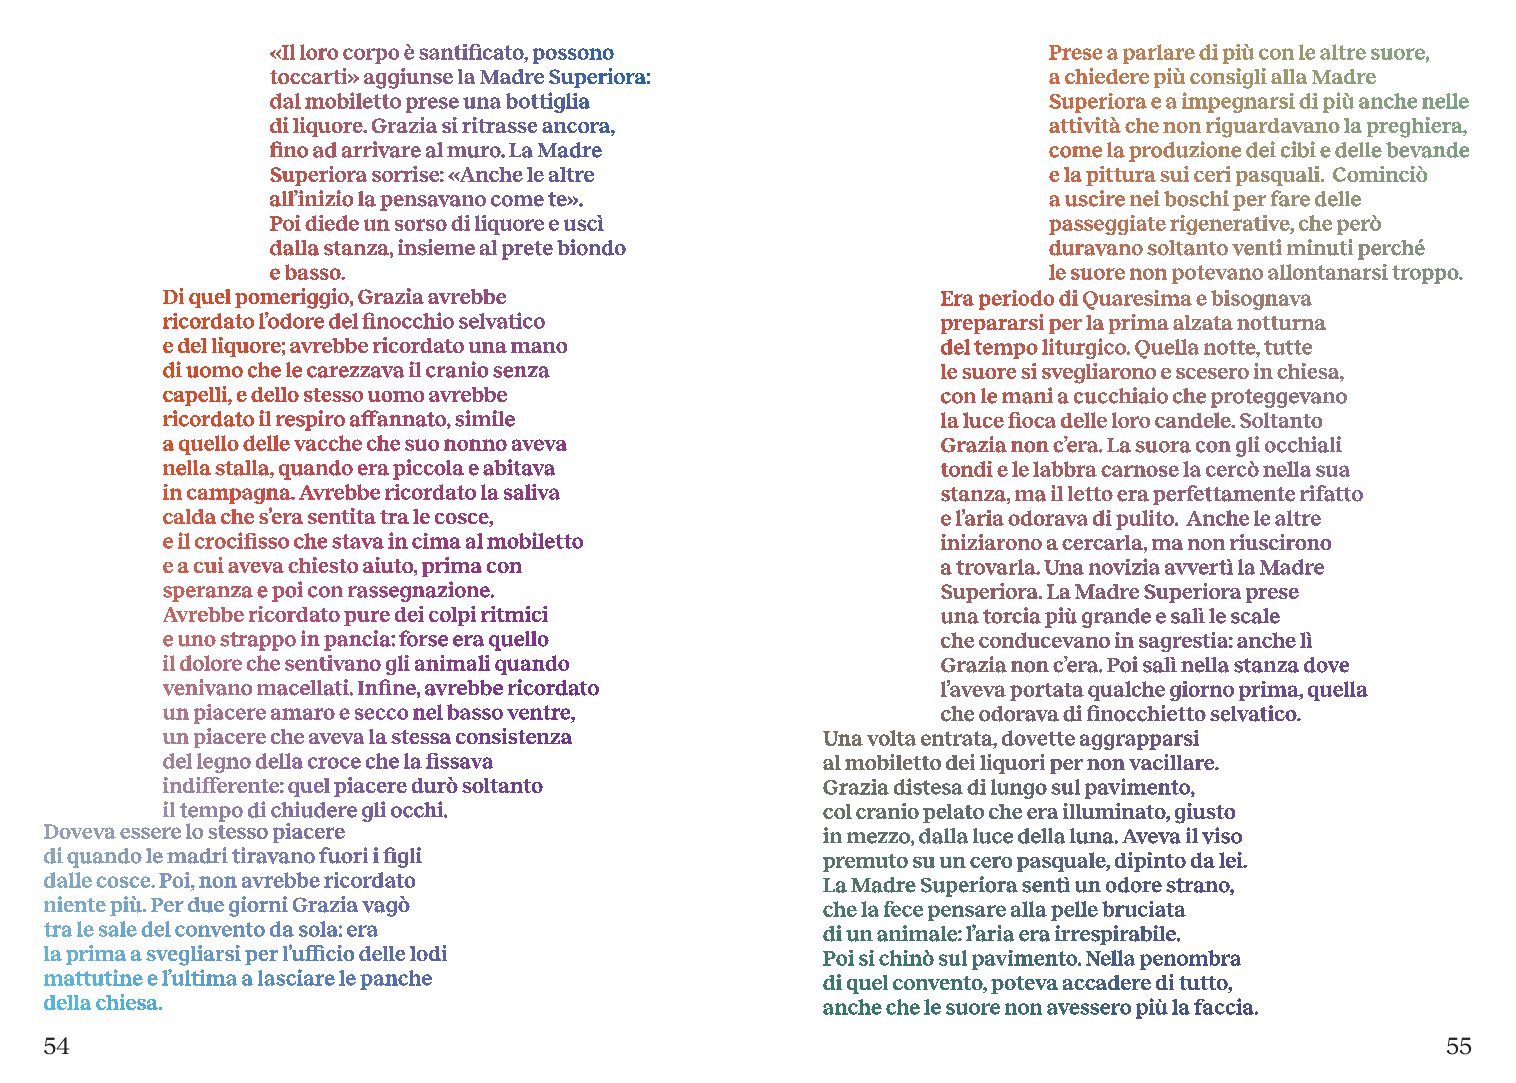 «Il loro corpo è santificato, possono
toccarti» aggiunse la Madre Superiora:
dal mobiletto prese una bottiglia
di liquore. Grazia si ritrasse ancora,
fino ad arrivare al muro. La Madre
Superiora sorrise: «Anche le altre
all’inizio la pensavano come te».
Poi diede un sorso di liquore e uscì
dalla stanza, insieme al prete biondo
e basso.
Di quel pomeriggio, Grazia avrebbe
ricordato l’odore del finocchio selvatico
e del liquore; avrebbe ricordato una mano
di uomo che le carezzava il cranio senza
capelli, e dello stesso uomo avrebbe
ricordato il respiro affannato, simile
a quello delle vacche che suo nonno aveva
nella stalla, quando era piccola e abitava
in campagna. Avrebbe ricordato la saliva
calda che s’era sentita tra le cosce,
e il crocifisso che stava in cima al mobiletto
e a cui aveva chiesto aiuto, prima con
speranza e poi con rassegnazione.
Avrebbe ricordato pure dei colpi ritmici
e uno strappo in pancia: forse era quello
il dolore che sentivano gli animali quando
venivano macellati. Infine, avrebbe ricordato
un piacere amaro e secco nel basso ventre,
un piacere che aveva la stessa consistenza
del legno della croce che la fissava
indifferente: quel piacere durò soltanto
il tempo di chiudere gli occhi.
Doveva essere lo stesso piacere
di quando le madri tiravano fuori i figli
dalle cosce. Poi, non avrebbe ricordato
niente più. Per due giorni Grazia vagò
tra le sale del convento da sola: era
la prima a svegliarsi per l’ufficio delle lodi
mattutine e l’ultima a lasciare le panche
della chiesa.
54
Prese a parlare di più con le altre suore,
a chiedere più consigli alla Madre
Superiora e a impegnarsi di più anche nelle
attività che non riguardavano la preghiera,
come la produzione dei cibi e delle bevande
e la pittura sui ceri pasquali. Cominciò
a uscire nei boschi per fare delle
passeggiate rigenerative, che però
duravano soltanto venti minuti perché
le suore non potevano allontanarsi troppo.
Era periodo di Quaresima e bisognava
prepararsi per la prima alzata notturna
del tempo liturgico. Quella notte, tutte
le suore si svegliarono e scesero in chiesa,
con le mani a cucchiaio che proteggevano
la luce fioca delle loro candele. Soltanto
Grazia non c’era. La suora con gli occhiali
tondi e le labbra carnose la cercò nella sua
stanza, ma il letto era perfettamente rifatto
e l’aria odorava di pulito. Anche le altre
iniziarono a cercarla, ma non riuscirono
a trovarla. Una novizia avvertì la Madre
Superiora. La Madre Superiora prese
una torcia più grande e salì le scale
che conducevano in sagrestia: anche lì
Grazia non c’era. Poi salì nella stanza dove
l’aveva portata qualche giorno prima, quella
che odorava di finocchietto selvatico.
Una volta entrata, dovette aggrapparsi
al mobiletto dei liquori per non vacillare.
Grazia distesa di lungo sul pavimento,
col cranio pelato che era illuminato, giusto
in mezzo, dalla luce della luna. Aveva il viso
premuto su un cero pasquale, dipinto da lei.
La Madre Superiora sentì un odore strano,
che la fece pensare alla pelle bruciata
di un animale: l’aria era irrespirabile.
Poi si chinò sul pavimento. Nella penombra
di quel convento, poteva accadere di tutto,
anche che le suore non avessero più la faccia.
55